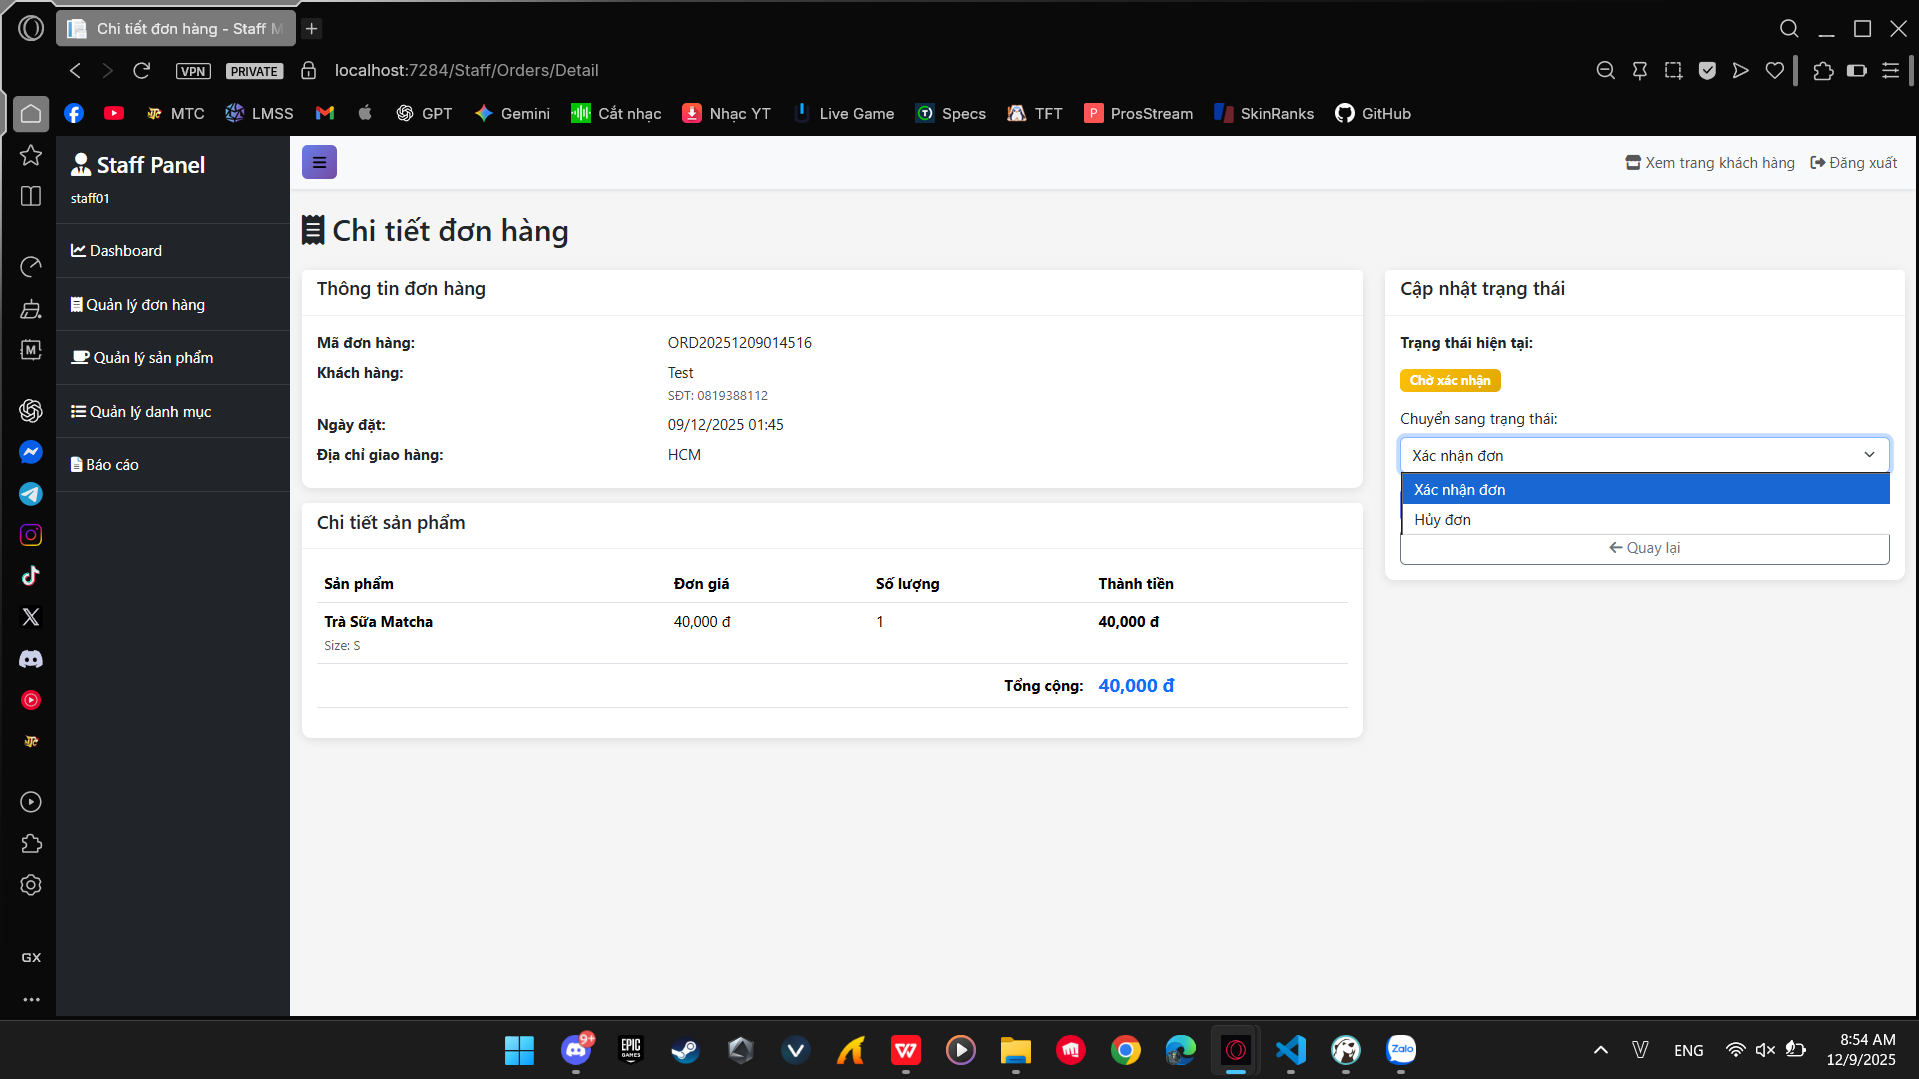 Chi tiết đơn hàng - Staff M
VPN
PRIVATE
localhost:7284/Staff/Orders/Detail
MTC
LMSS
GPT
Gemini
Cắt nhạc
Nhạc YT
Live Game
Specs
TFT
ProsStream
SkinRanks
GitHub
Staff Panel
staff01
Dashboard
Quản lý đơn hàng
Quản lý sản phẩm
Quản lý danh mục
Báo cáo
GX
Xem trang khách hàng
Đăng xuất
Chi tiết đơn hàng
Thông tin đơn hàng
Mã đơn hàng: ORD20251209014516
Khách hàng: Test
SĐT: 0819388112
Ngày đặt: 09/12/2025 01:45
Địa chỉ giao hàng: HCM
Chi tiết sản phẩm
Sản phẩm Đơn giá Số lượng Thành tiền
Trà Sữa Matcha 40,000 đ 1 40,000 đ
Size: S
Tổng cộng: 40,000 đ
Cập nhật trạng thái
Trạng thái hiện tại:
Chờ xác nhận
Chuyển sang trạng thái:
Xác nhận đơn
Xác nhận đơn
Hủy đơn
Quay lại
9+
EPIC
GAMES
Zalo
ENG
8:54 AM
12/9/2025